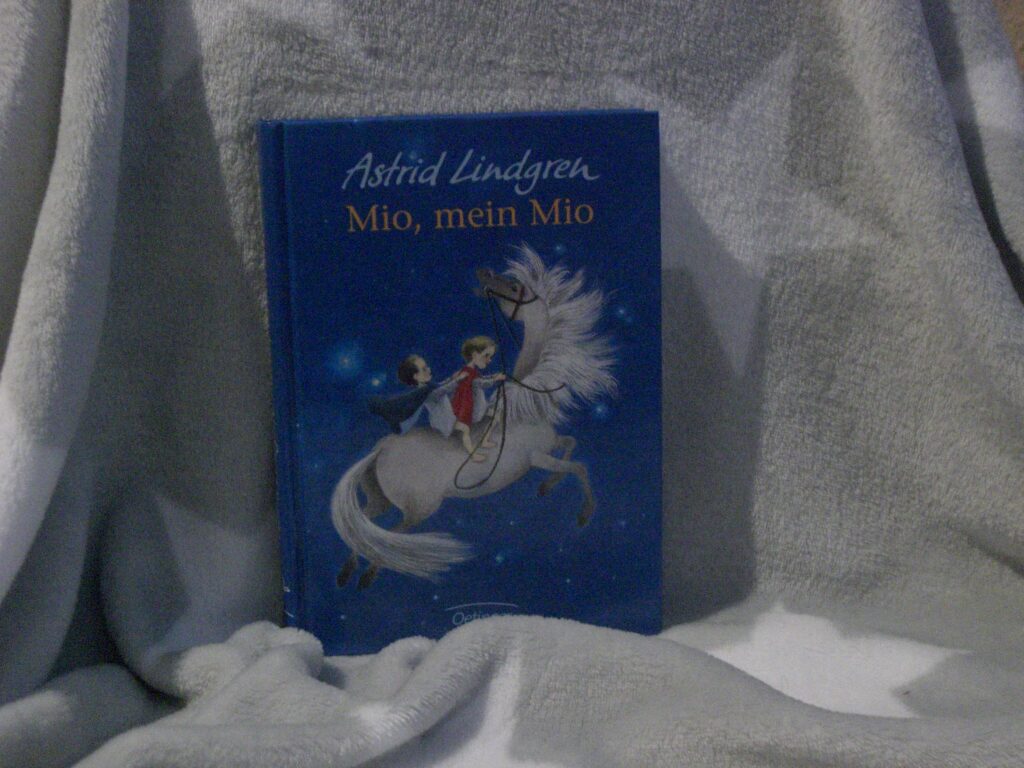 Astrid Lindgren
Mio, mein Mio